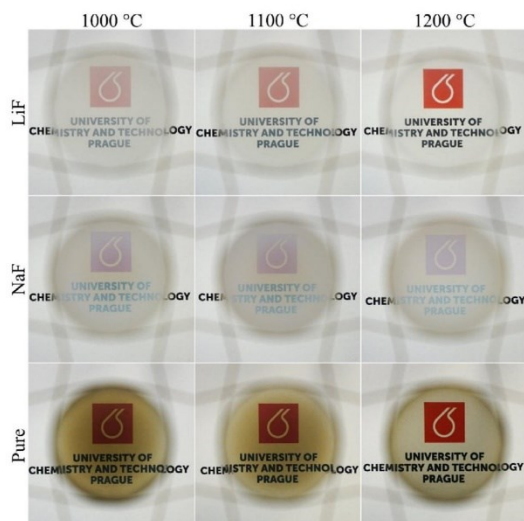 1000 °C 1100 °C 1200 °C
LiF
UNIVERSITY OF UNIVERSITY OF UNIVERSITY OF
CHEMISTRY AND TECHNOLOGY CHEMISTRY AND TECHNOLOGY CHEMISTRY AND TECHNOLOGY
PRAGUE PRAGUE PRAGUE
NaF
UNIVERSITY OF UNIVERSITY OF UNIVERSITY OF
CHEMISTRY AND TECHNOLOGY CHEMISTRY AND TECHNOLOGY CHEMISTRY AND TECHNOLOGY
PRAGUE PRAGUE PRAGUE
Pure
UNIVERSITY OF UNIVERSITY OF UNIVERSITY OF
CHEMISTRY AND TECHNOLOGY CHEMISTRY AND TECHNOLOGY CHEMISTRY AND TECHNOLOGY
PRAGUE PRAGUE PRAGUE